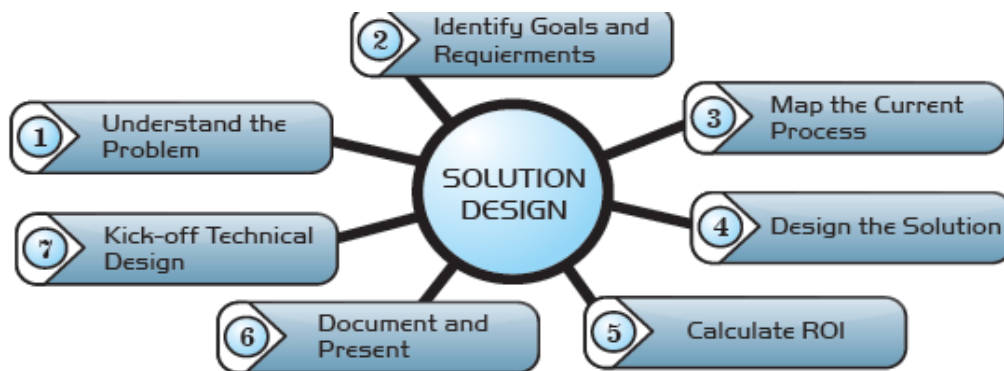 SOLUTION
DESIGN
1
Understand the
Problem
2
Identify Goals and
Requierments
3
Map the Current
Process
4
Design the Solution
5
Calculate ROI
6
Document and
Present
7
Kick-off Technical
Design